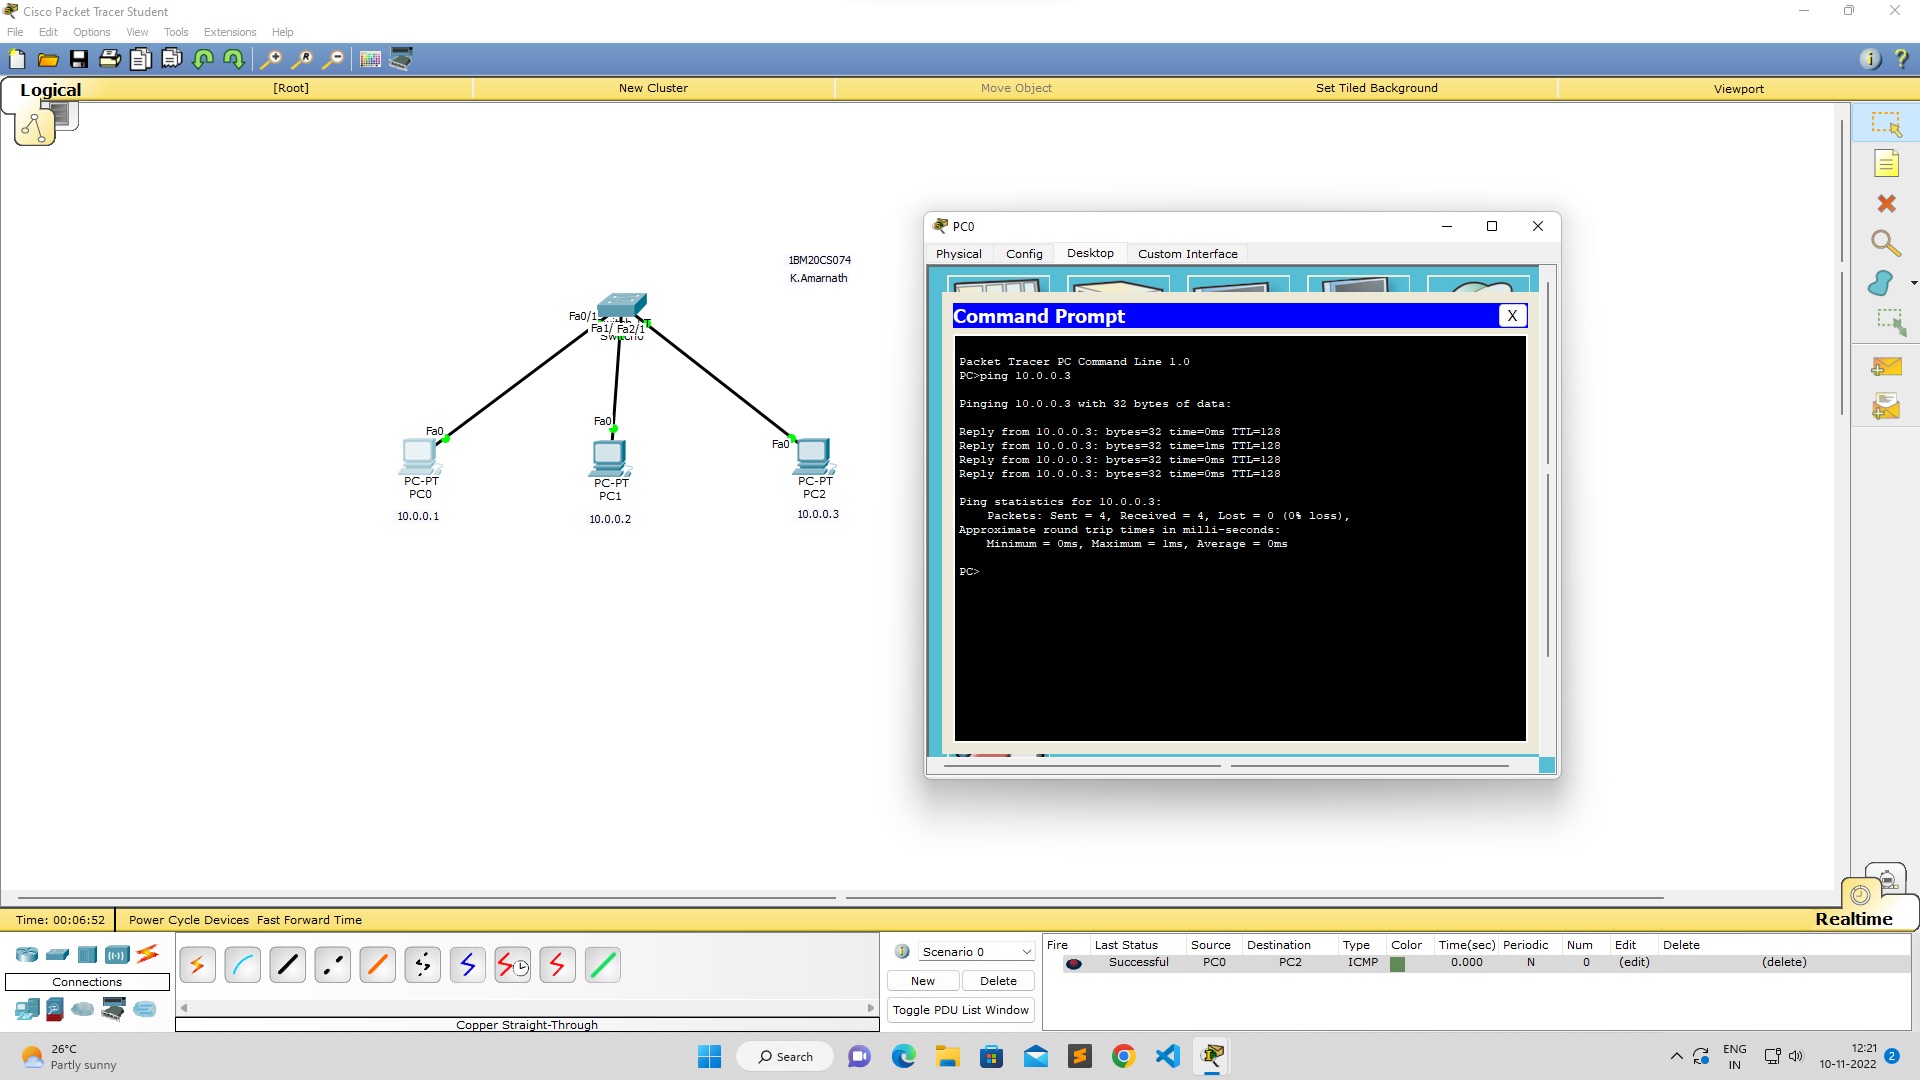 Cisco Packet Tracer Student
File Edit Options View Tools Extensions Help
Logical [Root] New Cluster Move Object Set Tiled Background Viewport
1BM20CS074
K.Amarnath
Fa0/1
Fa1/ Fa2/1
Fa0
Fa0
Fa0
PC-PT
PC0
10.0.0.1
PC-PT
PC1
10.0.0.2
PC-PT
PC2
10.0.0.3
PC0
Physical Config Desktop Custom Interface
Command Prompt X
Packet Tracer PC Command Line 1.0
PC>ping 10.0.0.3
Pinging 10.0.0.3 with 32 bytes of data:
Reply from 10.0.0.3: bytes=32 time=0ms TTL=128
Reply from 10.0.0.3: bytes=32 time=1ms TTL=128
Reply from 10.0.0.3: bytes=32 time=0ms TTL=128
Reply from 10.0.0.3: bytes=32 time=0ms TTL=128
Ping statistics for 10.0.0.3:
Packets: Sent = 4, Received = 4, Lost = 0 (0% loss),
Approximate round trip times in milli-seconds:
Minimum = 0ms, Maximum = 1ms, Average = 0ms
PC>
Realtime
Time: 00:06:52 Power Cycle Devices Fast Forward Time
Connections
Copper Straight-Through
Scenario 0
New Delete
Toggle PDU List Window
Fire Last Status Source Destination Type Color Time(sec) Periodic Num Edit Delete
Successful PC0 PC2 ICMP 0.000 N 0 (edit) (delete)
26°C
Partly sunny
Search
ENG
IN
12:21
10-11-2022
2